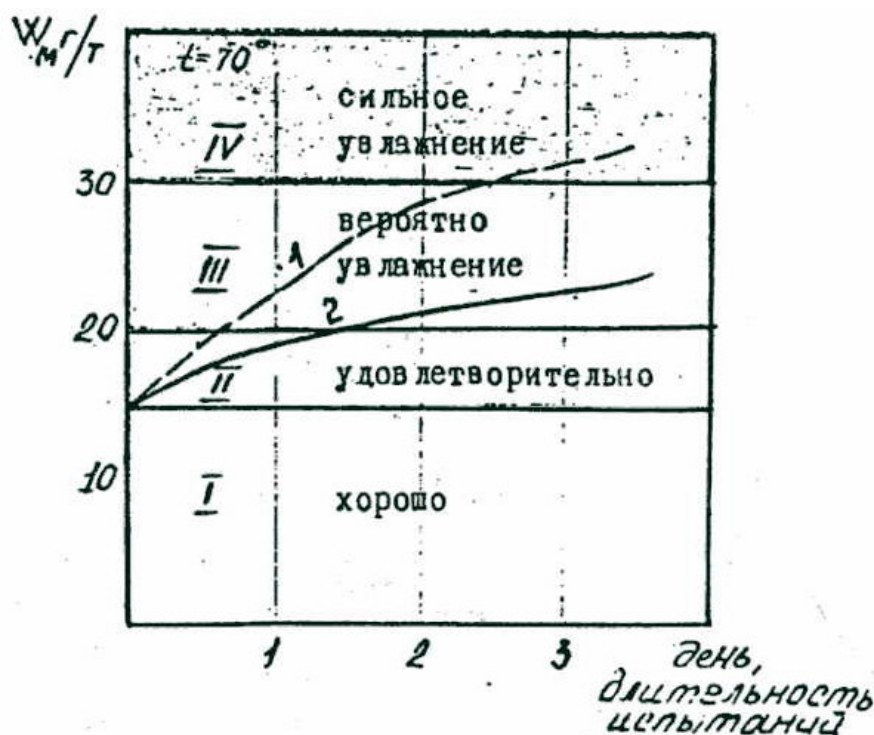 Wм г/т
t=70°
сильное
IV
увлажнение
30
вероятно
1
III
увлажнение
2
20
II
удовлетворительно
10
I
хорошо
1
2
3
день,
длительность
испытаний